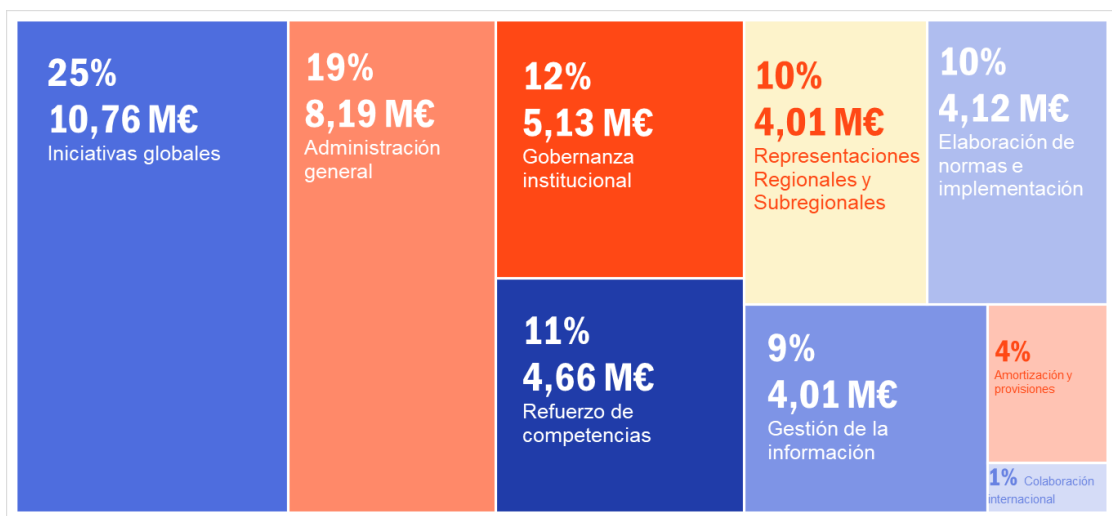 25%
10,76 M€
Iniciativas globales
19%
8,19 M€
Administración
general
12%
5,13 M€
Gobernanza
institucional
11%
4,66 M€
Refuerzo de
competencias
10%
4,01 M€
Representaciones
Regionales y
Subregionales
10%
4,12 M€
Elaboración de
normas e
implementación
9%
4,01 M€
Gestión de la
información
4%
Amortización y
provisiones
1% Colaboración
internacional